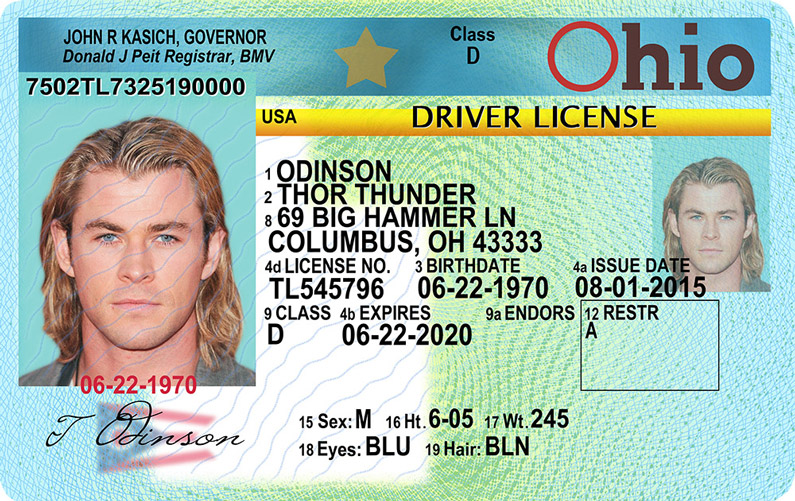 JOHN R KASICH, GOVERNOR
Donald J Peit Registrar, BMV
Class
D
Ohio
7502TL7325190000
USA
DRIVER LICENSE
1 ODINSON
2 THOR THUNDER
8 69 BIG HAMMER LN
COLUMBUS, OH 43333
4d LICENSE NO. 3 BIRTHDATE 4a ISSUE DATE
TL545796 06-22-1970 08-01-2015
9 CLASS 4b EXPIRES 9a ENDORS 12 RESTR
D 06-22-2020 A
06-22-1970
T Odinson
15 Sex: M 16 Ht. 6-05 17 Wt. 245
18 Eyes: BLU 19 Hair: BLN